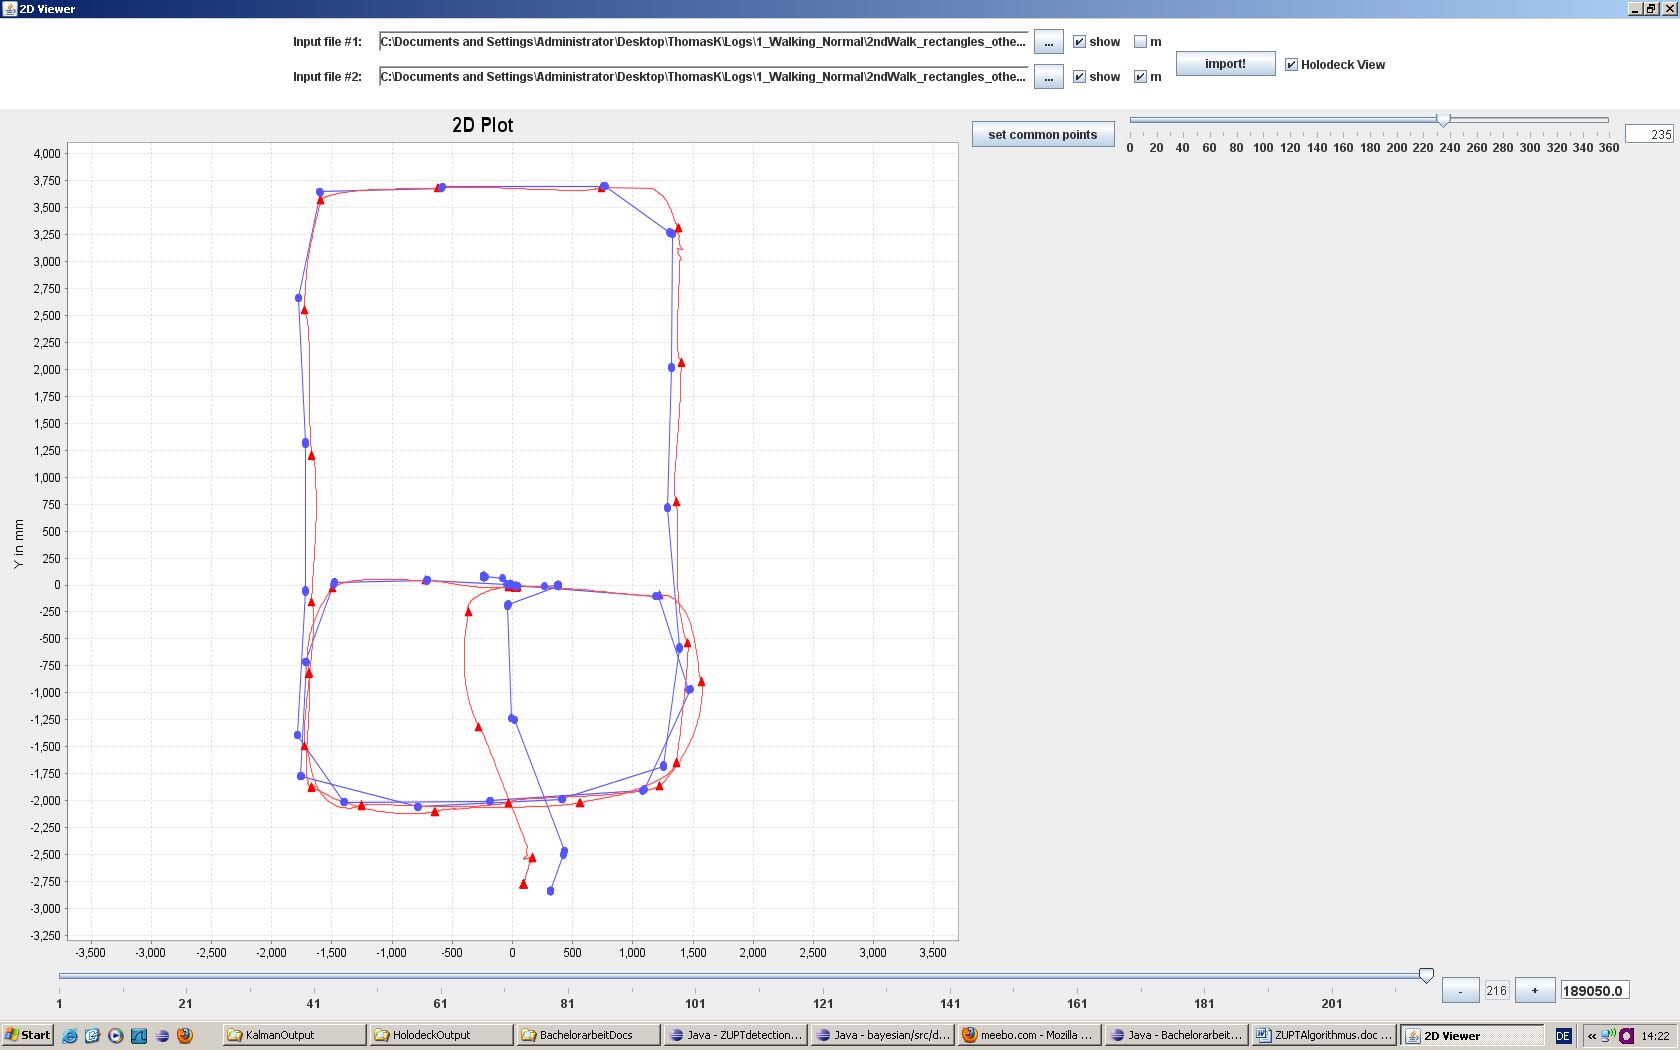 2D Viewer
Input file #1: C:\Documents and Settings\Administrator\Desktop\ThomasK\Logs\1_Walking_Normal\2ndWalk_rectangles_othe... ... show m
import! Holodeck View
Input file #2: C:\Documents and Settings\Administrator\Desktop\ThomasK\Logs\1_Walking_Normal\2ndWalk_rectangles_othe... ... show m
2D Plot
set common points
235
0 20 40 60 80 100 120 140 160 180 200 220 240 260 280 300 320 340 360
4,000
3,750
3,500
3,250
3,000
2,750
2,500
2,250
2,000
1,750
1,500
1,250
1,000
750
500
250
0
-250
-500
-750
-1,000
-1,250
-1,500
-1,750
-2,000
-2,250
-2,500
-2,750
-3,000
-3,250
Y in mm
-3,500 -3,000 -2,500 -2,000 -1,500 -1,000 -500 0 500 1,000 1,500 2,000 2,500 3,000 3,500
1 21 41 61 81 101 121 141 161 181 201
- 216 + 189050.0
Start KalmanOutput HolodeckOutput BachelorarbeitDocs Java - ZUPTdetection... Java - bayesian/src/d... meebo.com - Mozilla ... Java - Bachelorarbeit... ZUPTAlgorithmus.doc ... 2D Viewer DE « 14:22